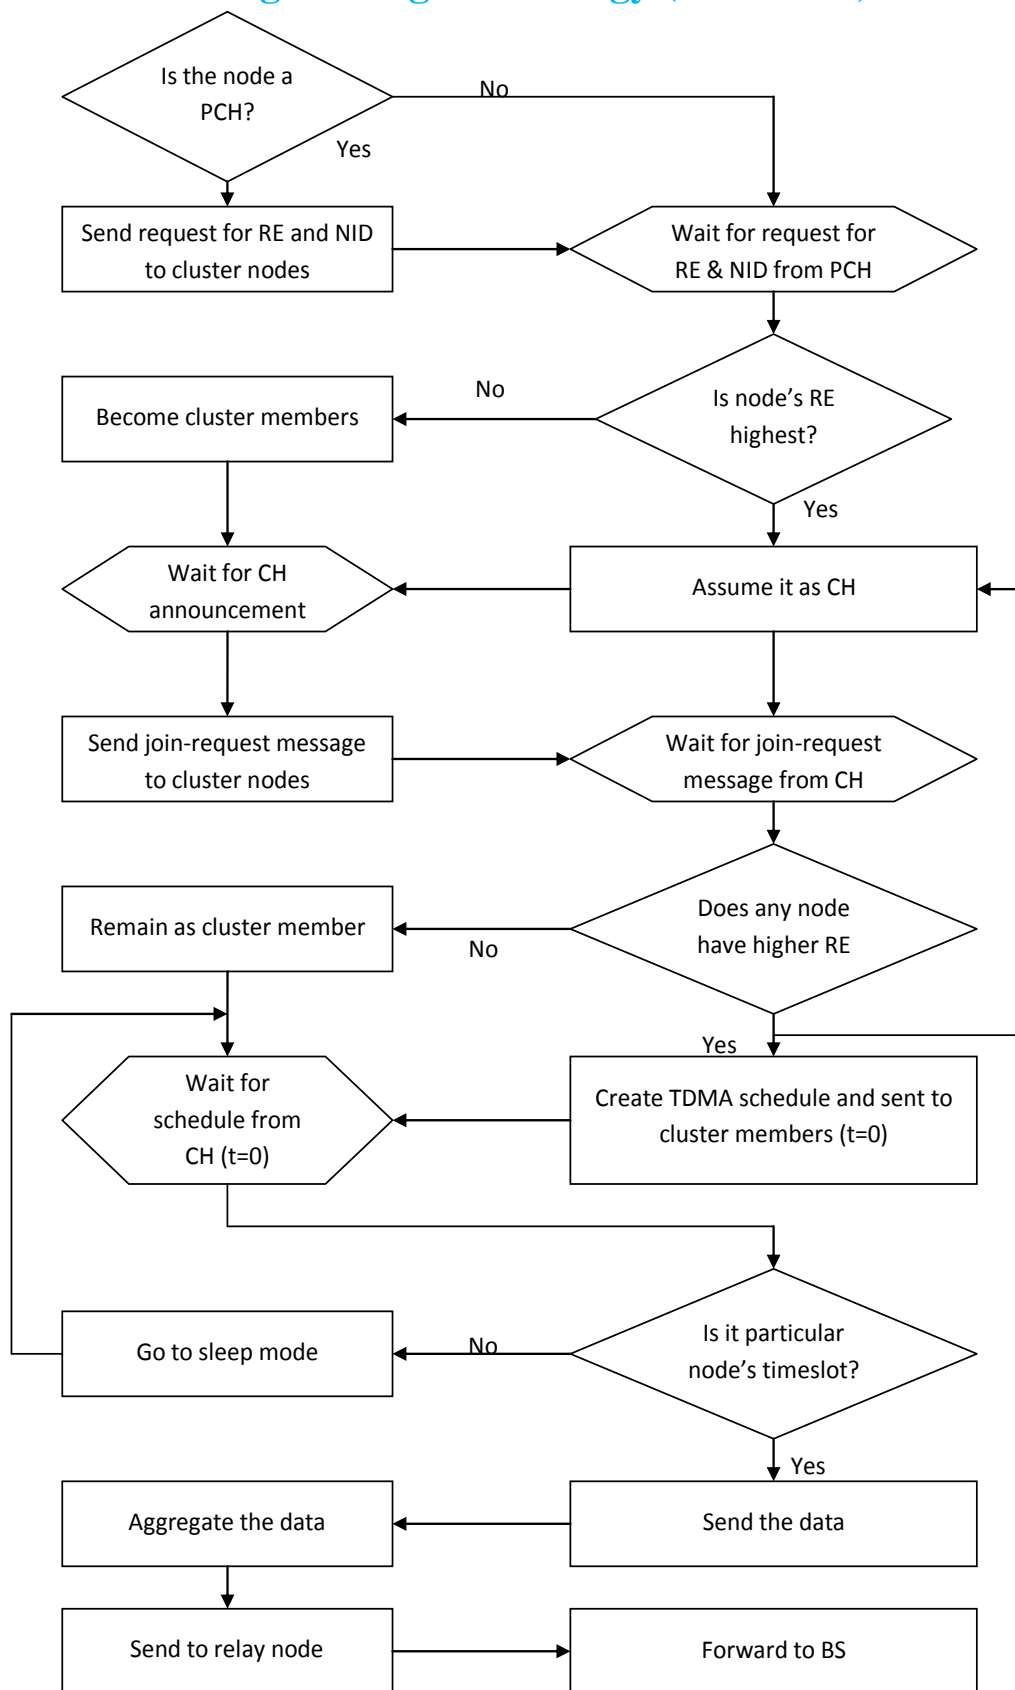 Is the node a
PCH?
No
Yes
Send request for RE and NID
to cluster nodes
Wait for request for
RE & NID from PCH
Become cluster members
No
Is node's RE
highest?
Yes
Wait for CH
announcement
Assume it as CH
Send join-request message
to cluster nodes
Wait for join-request
message from CH
Remain as cluster member
No
Does any node
have higher RE
Yes
Wait for
schedule from
CH (t=0)
Create TDMA schedule and sent to
cluster members (t=0)
Go to sleep mode
No
Is it particular
node's timeslot?
Yes
Aggregate the data
Send the data
Send to relay node
Forward to BS